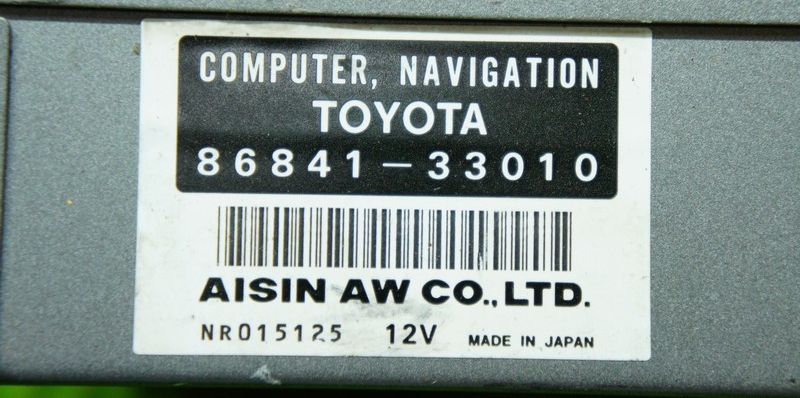 COMPUTER, NAVIGATION
TOYOTA
86841-33010
AISIN AW CO., LTD.
NR015125 12V MADE IN JAPAN